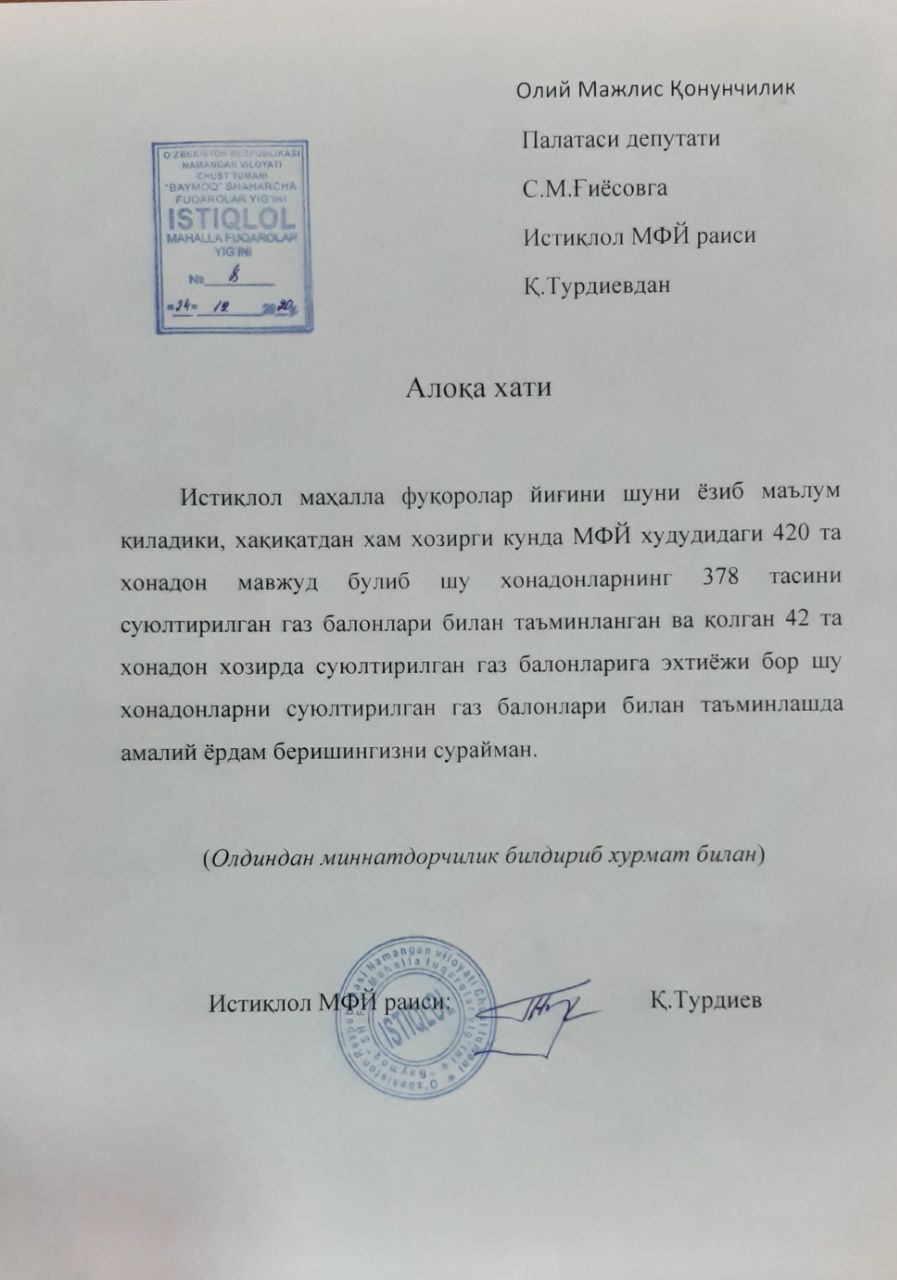 Олий Мажлис Қонунчилик
Палатаси депутати
С.М.Ғиёсовга
Истиқлол МФЙ раиси
Қ.Турдиевдан
O'ZBEKISTON RESPUBLIKASI
NAMANGAN VILOYATI
CHUST TUMANI
"BAYMOQ" SHAHARCHA
FUQAROLAR YIG'INI
ISTIQLOL
MAHALLA FUQAROLAR
YIG'INI
№ 8
"24" 12 2020
Алоқа хати
Истиқлол маҳалла фуқоролар йиғини шуни ёзиб маълум
қиладики, хақиқатдан хам хозирги кунда МФЙ худудидаги 420 та
хонадон мавжуд булиб шу хонадонларнинг 378 тасини
суюлтирилган газ балонлари билан таъминланган ва қолган 42 та
хонадон хозирда суюлтирилган газ балонларига эхтиёжи бор шу
хонадонларни суюлтирилган газ балонлари билан таъминлашда
амалий ёрдам беришингизни сурайман.
(Олдиндан миннатдорчилик билдириб хурмат билан)
Истиқлол МФЙ раиси:
Қ.Турдиев
O'zbekiston Respublikasi Namangan viloyati Chust tumani
"Baymoq" Mahalla fuqarolar yig'ini
ISTIQLOL